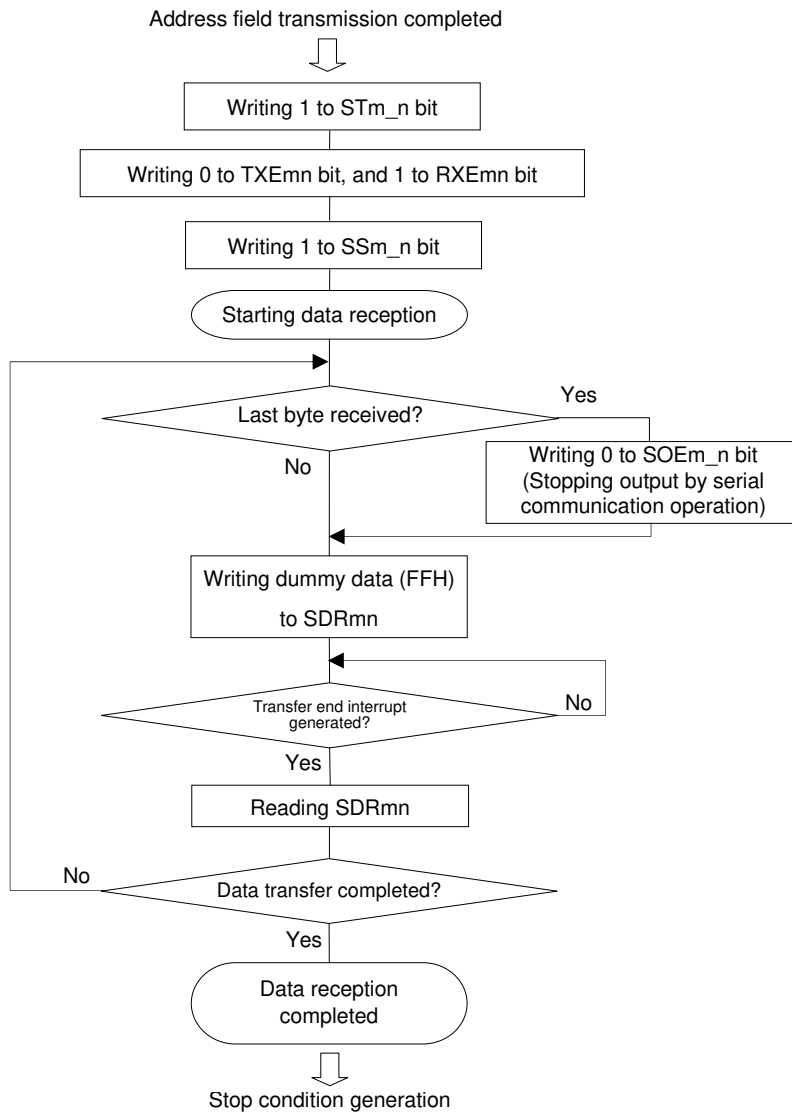 Address field transmission completed
Writing 1 to STm_n bit
Writing 0 to TXEmn bit, and 1 to RXEmn bit
Writing 1 to SSm_n bit
Starting data reception
Last byte received?
Yes
No
Writing 0 to SOEm_n bit
(Stopping output by serial
communication operation)
Writing dummy data (FFH)
to SDRmn
Transfer end interrupt
generated?
No
Yes
Reading SDRmn
Data transfer completed?
No
Yes
Data reception
completed
Stop condition generation